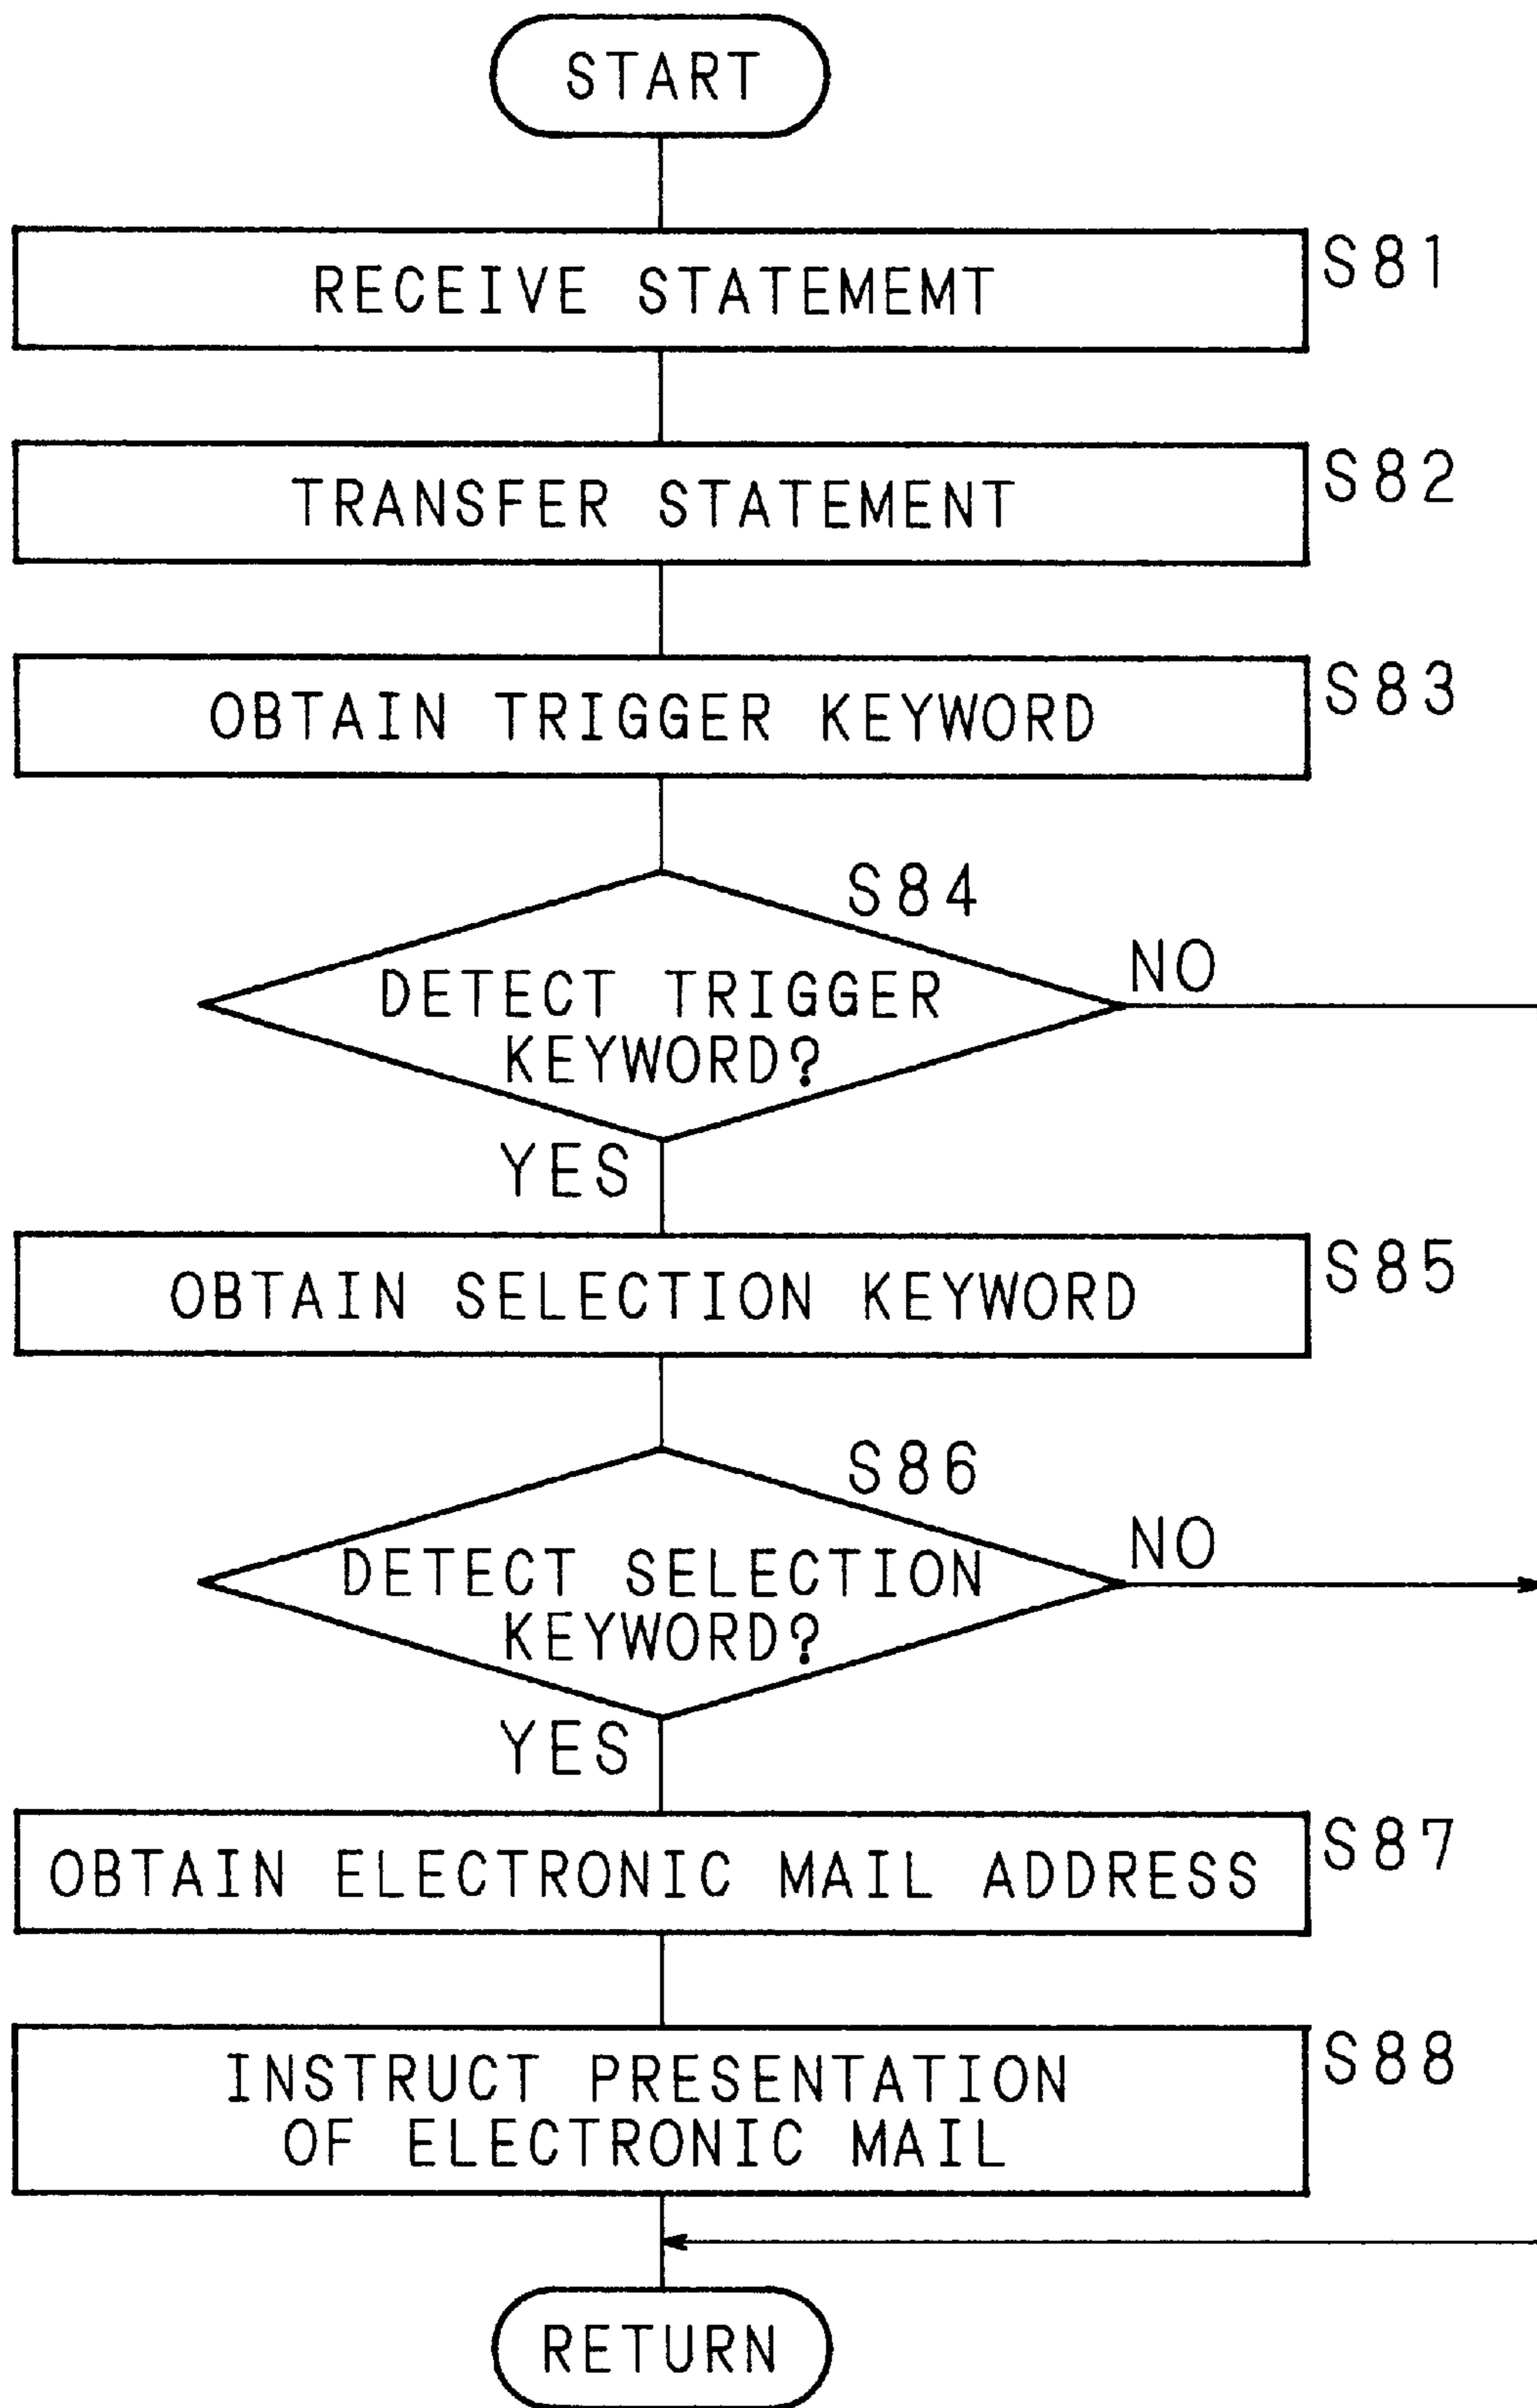 START
RECEIVE STATEMEMT
S81
TRANSFER STATEMENT
S82
OBTAIN TRIGGER KEYWORD
S83
S84
DETECT TRIGGER
KEYWORD?
NO
YES
OBTAIN SELECTION KEYWORD
S85
S86
DETECT SELECTION
KEYWORD?
NO
YES
OBTAIN ELECTRONIC MAIL ADDRESS
S87
INSTRUCT PRESENTATION
OF ELECTRONIC MAIL
S88
RETURN